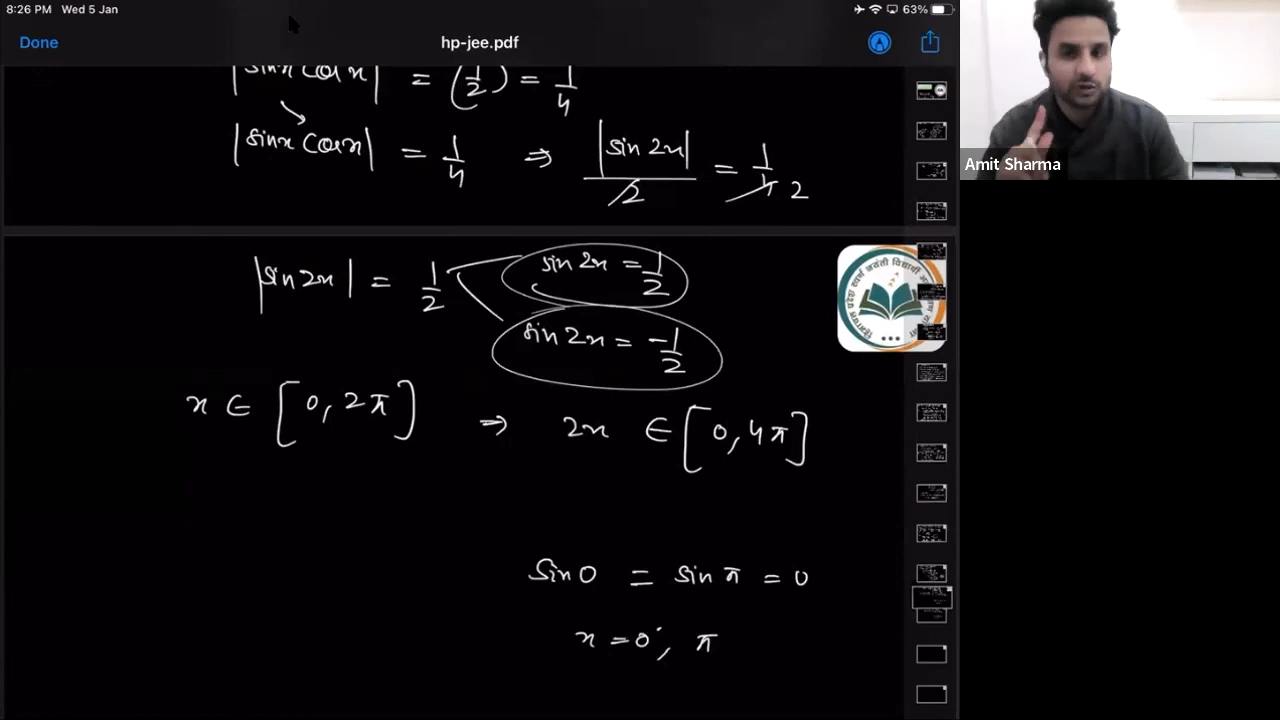 8:26 PM Wed 5 Jan 63%
Done hp-jee.pdf
|sinx Cosx| = (1/2) = 1/4
|sinx Cosx| = 1/4 ⇒ |sin 2x|/2 = 1/4 2
Amit Sharma
|sin 2x| = 1/2 sin 2x = 1/2
sin 2x = -1/2
x ∈ [0, 2π] ⇒ 2x ∈ [0, 4π]
Sin 0 = sin π = 0
x = 0, π